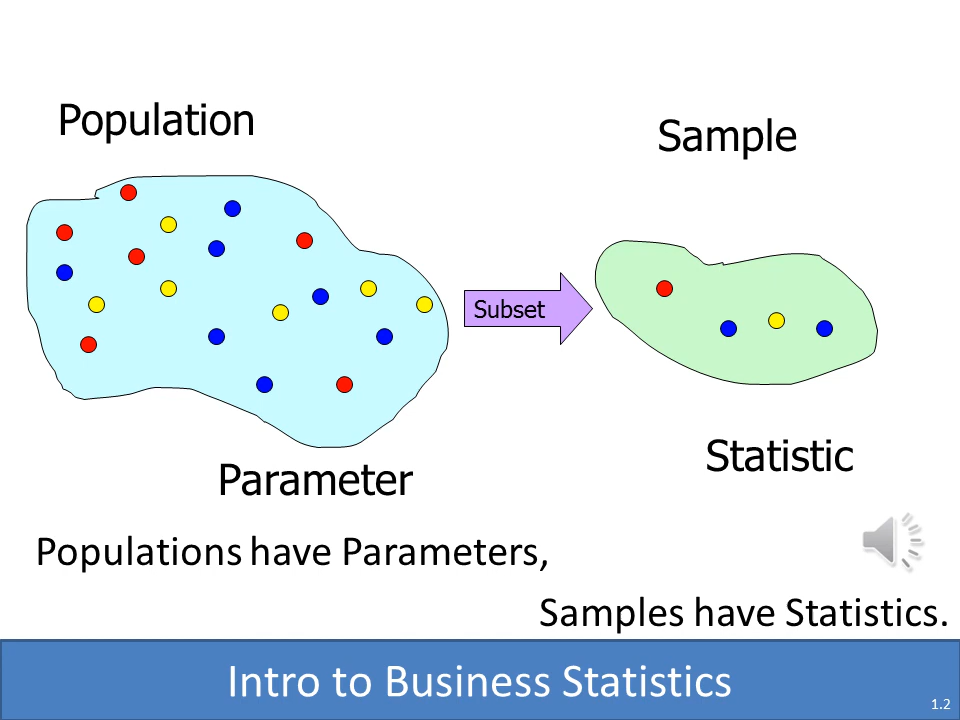 Population
Sample
Subset
Statistic
Parameter
Populations have Parameters,
Samples have Statistics.
Intro to Business Statistics
1.2